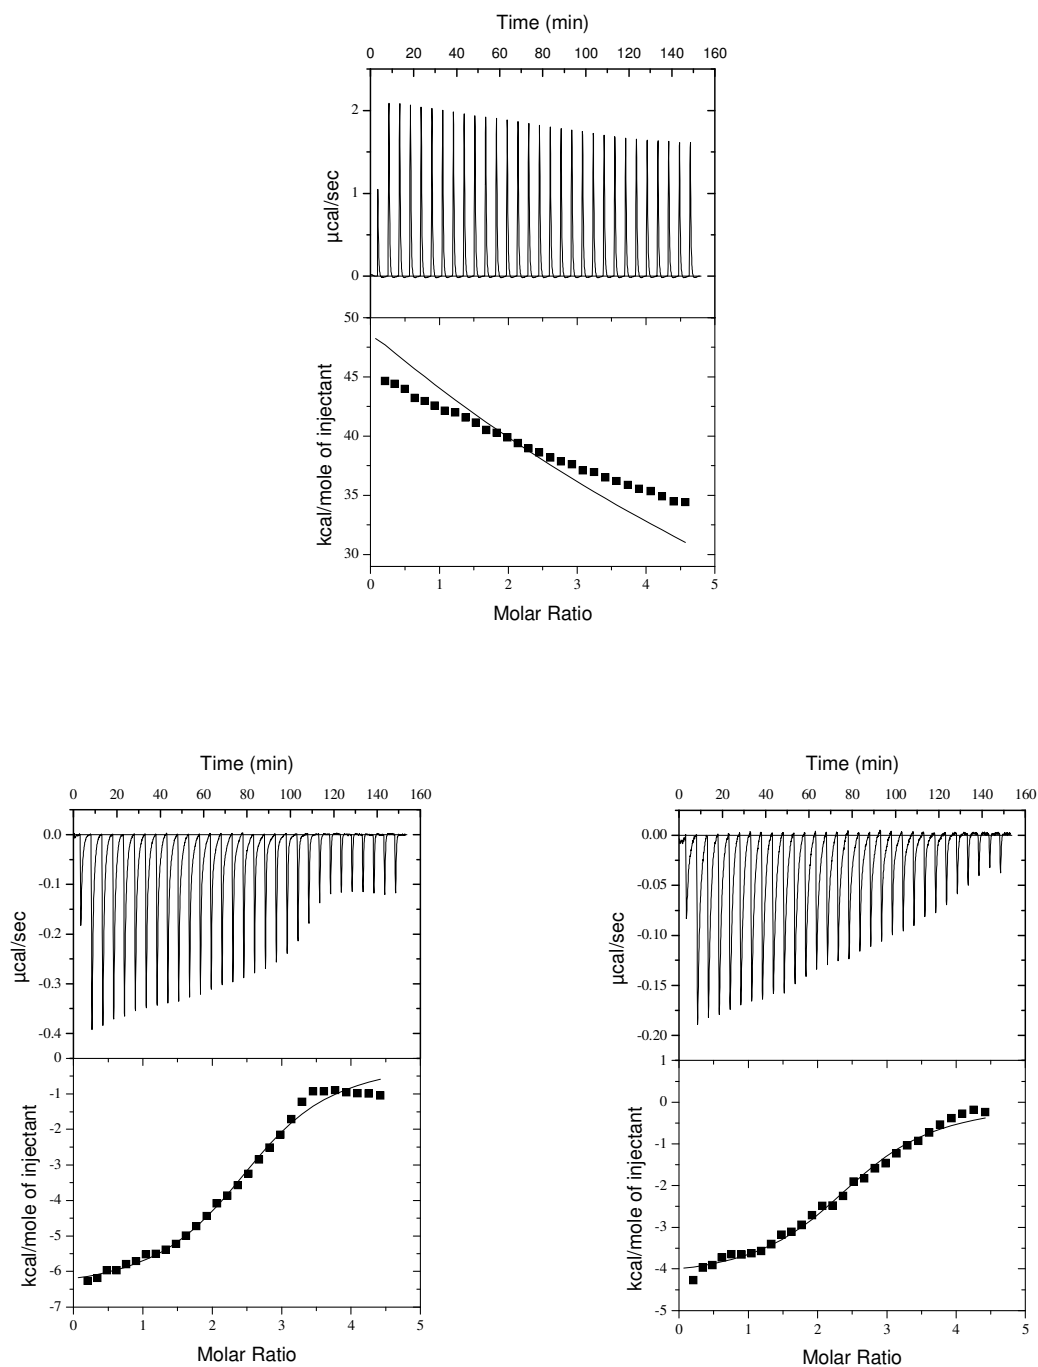 Time (min)
0 20 40 60 80 100 120 140 160
2
1
0
µcal/sec
50
45
40
35
30
kcal/mole of injectant
0 1 2 3 4 5
Molar Ratio
Time (min)
0 20 40 60 80 100 120 140 160
0.0
-0.1
-0.2
-0.3
-0.4
µcal/sec
0
-1
-2
-3
-4
-5
-6
-7
kcal/mole of injectant
0 1 2 3 4 5
Molar Ratio
Time (min)
0 20 40 60 80 100 120 140 160
0.00
-0.05
-0.10
-0.15
-0.20
µcal/sec
1
0
-1
-2
-3
-4
-5
kcal/mole of injectant
0 1 2 3 4 5
Molar Ratio